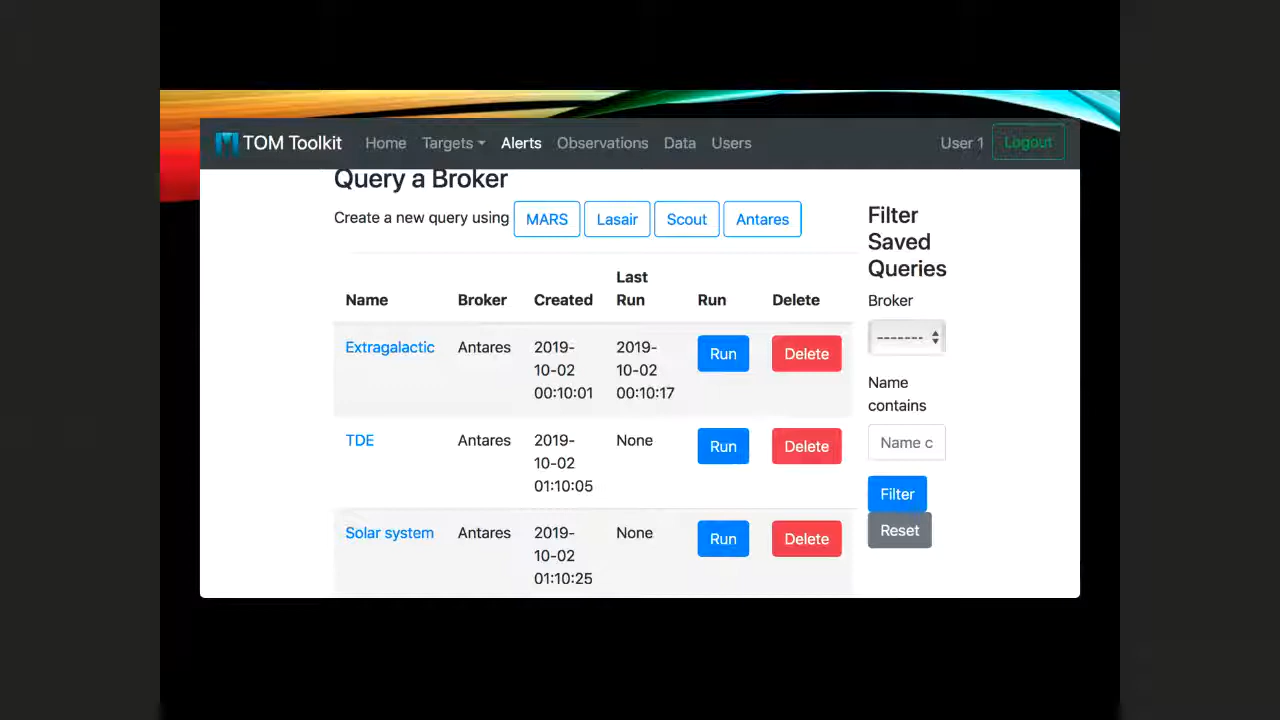 TOM Toolkit Home Targets Alerts Observations Data Users User 1 Logout
Query a Broker
Create a new query using MARS Lasair Scout Antares
Name Broker Created Last Run Run Delete
Extragalactic Antares 2019-10-02 00:10:01 2019-10-02 00:10:17 Run Delete
TDE Antares 2019-10-02 01:10:05 None Run Delete
Solar system Antares 2019-10-02 01:10:25 None Run Delete
Filter
Saved
Queries
Broker
-------
Name
contains
Name c
Filter
Reset